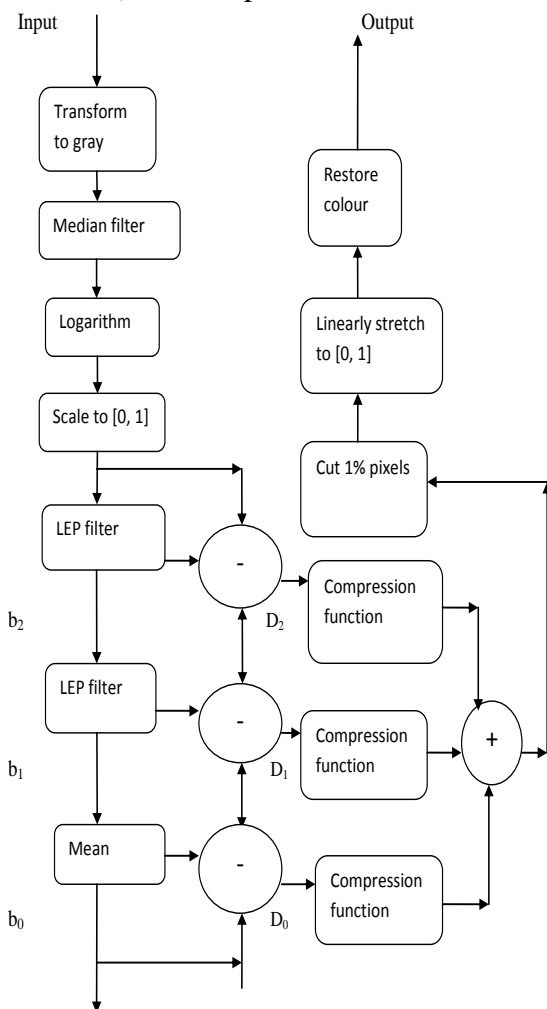 Input
Output
Transform
to gray
Restore
colour
Median filter
Logarithm
Linearly stretch
to [0, 1]
Scale to [0, 1]
Cut 1% pixels
LEP filter
-
Compression
function
b2
D2
LEP filter
-
Compression
function
+
b1
D1
Mean
-
Compression
function
b0
D0